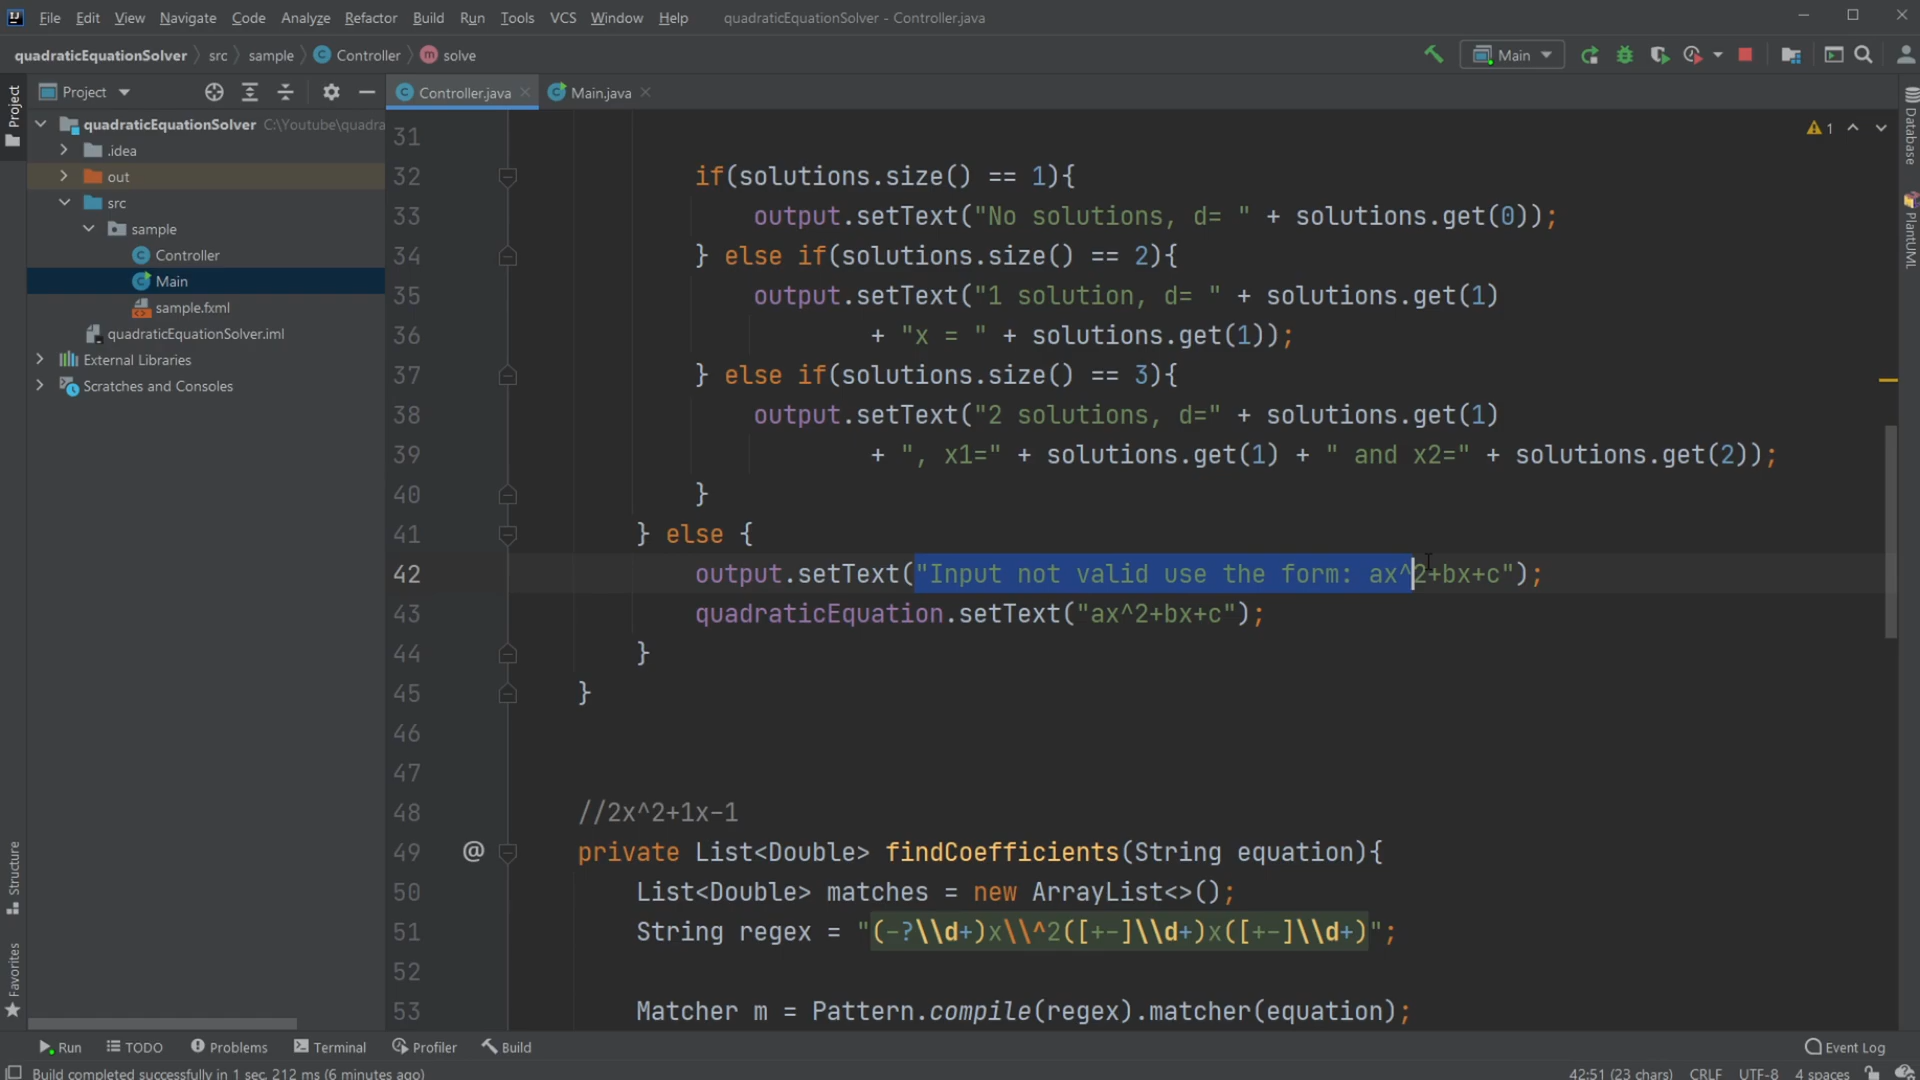 File Edit View Navigate Code Analyze Refactor Build Run Tools VCS Window Help quadraticEquationSolver - Controller.java
quadraticEquationSolver src sample Controller solve Main
Project Controller.java Main.java
Project
quadraticEquationSolver C:\Youtube\quadra
.idea
out
src
sample
Controller
Main
sample.fxml
quadraticEquationSolver.iml
External Libraries
Scratches and Consoles
Structure
Favorites
1
31
32 if(solutions.size() == 1){
33 output.setText("No solutions, d= " + solutions.get(0));
34 } else if(solutions.size() == 2){
35 output.setText("1 solution, d= " + solutions.get(1)
36 + "x = " + solutions.get(1));
37 } else if(solutions.size() == 3){
38 output.setText("2 solutions, d=" + solutions.get(1)
39 + ", x1=" + solutions.get(1) + " and x2=" + solutions.get(2));
40 }
41 } else {
42 output.setText("Input not valid use the form: ax^2+bx+c");
43 quadraticEquation.setText("ax^2+bx+c");
44 }
45 }
46
47
48 //2x^2+1x-1
49 @ private List<Double> findCoefficients(String equation){
50 List<Double> matches = new ArrayList<>();
51 String regex = "(-?\\d+)x\\^2([+-]\\d+)x([+-]\\d+)";
52
53 Matcher m = Pattern.compile(regex).matcher(equation);
Database
PlantUML
Run TODO Problems Terminal Profiler Build Event Log
Build completed successfully in 1 sec, 212 ms (6 minutes ago) 42:51 (23 chars) CRLF UTF-8 4 spaces